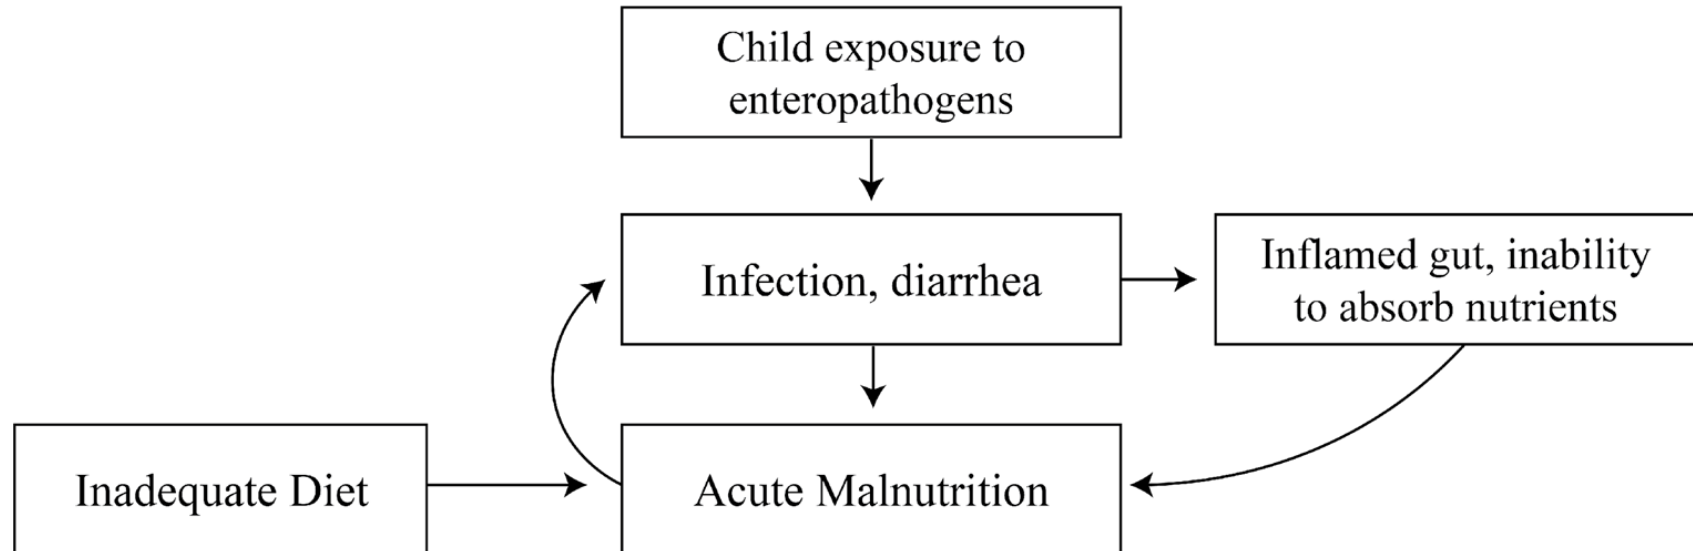 Child exposure to
enteropathogens
Infection, diarrhea
Inflamed gut, inability
to absorb nutrients
Inadequate Diet
Acute Malnutrition